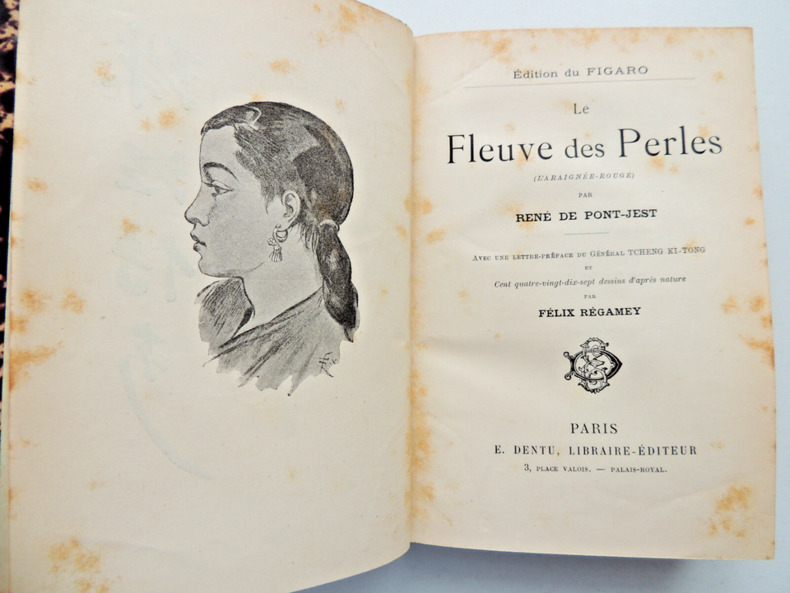 Édition du FIGARO
Le
Fleuve des Perles
(L'ARAIGNÉE-ROUGE)
PAR
RENÉ DE PONT-JEST
AVEC UNE LETTRE-PRÉFACE DU GÉNÉRAL TCHENG KI-TONG
ET
Cent quatre-vingt-dix-sept dessins d'après nature
PAR
FÉLIX RÉGAMEY
PARIS
E. DENTU, LIBRAIRE-ÉDITEUR
3, PLACE VALOIS. — PALAIS-ROYAL.